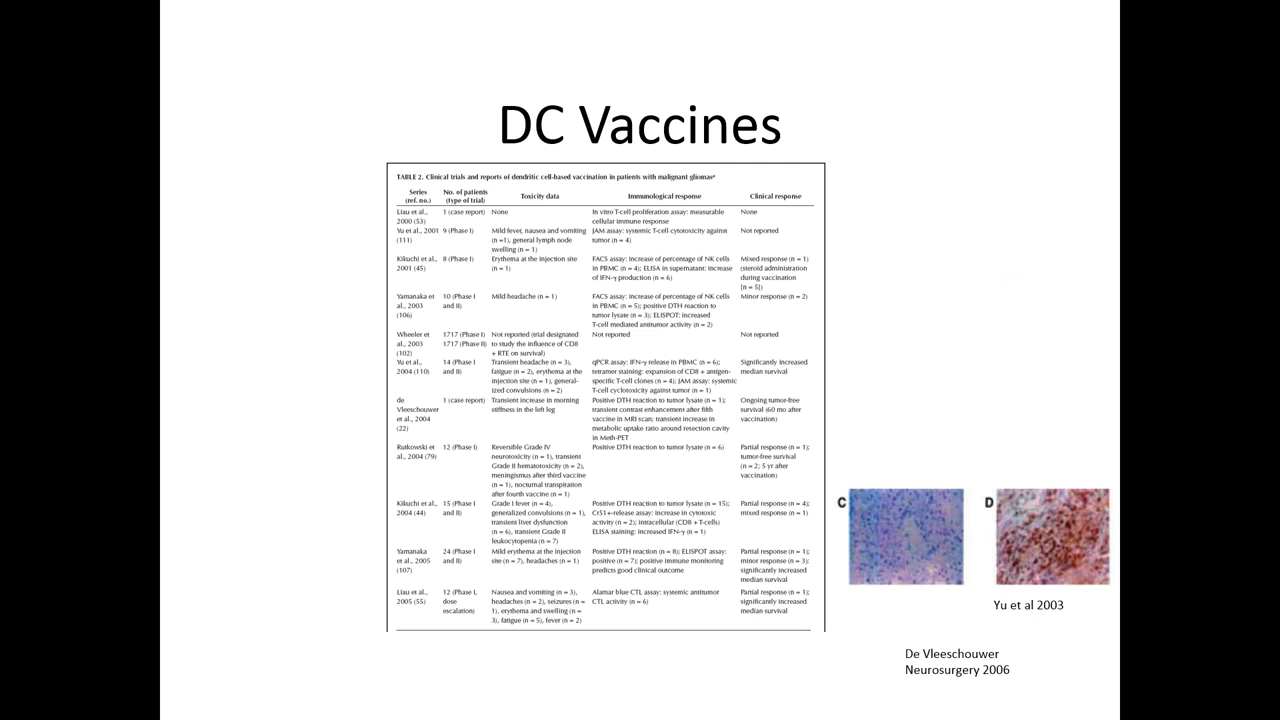 DC Vaccines
TABLE 2. Clinical trials and reports of dendritic cell-based vaccination in patients with malignant gliomasᵃ
Series (ref. no.) No. of patients (type of trial) Toxicity data Immunological response Clinical response
Liau et al., 1 (case report) None In vitro T-cell proliferation assay: measurable None
2000 (53) cellular immune response
Yu et al., 2001 9 (Phase I) Mild fever, nausea and vomiting JAM assay: systemic T-cell cytotoxicity against Not reported
(111) (n =1), general lymph node tumor (n = 4)
swelling (n = 1)
Kikuchi et al., 8 (Phase I) Erythema at the injection site FACS assay: increase of percentage of NK cells Mixed response (n = 1)
2001 (45) (n = 1) in PBMC (n = 4); ELISA in supernatant: increase (steroid administration
of IFN-γ production (n = 6) during vaccination
[n = 5])
Yamanaka et 10 (Phase I Mild headache (n = 1) FACS assay: increase of percentage of NK cells Minor response (n = 2)
al., 2003 and II) in PBMC (n = 5); positive DTH reaction to
(106) tumor lysate (n = 3); ELISPOT: increased
T-cell mediated antitumor activity (n = 2)
Wheeler et 1717 (Phase I) Not reported (trial designated Not reported Not reported
al., 2003 1717 (Phase II) to study the influence of CD8
(102) + RTE on survival)
Yu et al., 14 (Phase I Transient headache (n = 3), qPCR assay: IFN-γ release in PBMC (n = 6); Significantly increased
2004 (110) and II) fatigue (n = 2), erythema at the tetramer staining: expansion of CD8 + antigen- median survival
injection site (n = 1), general- specific T-cell clones (n = 4); JAM assay: systemic
ized convulsions (n = 2) T-cell cyclotoxicity against tumor (n = 1)
de 1 (case report) Transient increase in morning Positive DTH reaction to tumor lysate (n = 1); Ongoing tumor-free
Vleeschouwer stiffness in the left leg transient contrast enhancement after fifth survival (60 mo after
et al., 2004 vaccine in MRI scan; transient increase in vaccination)
(22) metabolic uptake ratio around resection cavity
in Meth-PET
Rutkowski et 12 (Phase I) Reversible Grade IV Positive DTH reaction to tumor lysate (n = 6) Partial response (n = 1);
al., 2004 (79) neurotoxicity (n = 1), transient tumor-free survival
Grade II hematotoxicity (n = 2), (n = 2; 5 yr after
meningismus after third vaccine vaccination)
(n = 1), nocturnal transpiration
after fourth vaccine (n = 1)
Kikuchi et al., 15 (Phase I Grade I fever (n = 4), Positive DTH reaction to tumor lysate (n = 15); Partial response (n = 4);
2004 (44) and II) generalized convulsions (n = 1), Cr51+-release assay: increase in cytotoxic mixed response (n = 1)
transient liver dysfunction activity (n = 2); intracellular (CD8 + T-cells)
(n = 6), transient Grade II ELISA staining: increased IFN-γ (n = 1)
leukocytopenia (n = 7)
Yamanaka 24 (Phase I Mild erythema at the injection Positive DTH reaction (n = 8); ELISPOT assay: Partial response (n = 1);
et al., 2005 and II) site (n = 7), headaches (n = 1) positive (n = 7); positive immune monitoring minor response (n = 3);
(107) predicts good clinical outcome significantly increased
median survival
Liau et al., 12 (Phase I, Nausea and vomiting (n = 3), Alamar blue CTL assay: systemic antitumor Partial response (n = 1);
2005 (55) dose headaches (n = 2), seizures (n = CTL activity (n = 6) significantly increased
escalation) 1), erythema and swelling (n = median survival
3), fatigue (n = 5), fever (n = 2)
C D
Yu et al 2003
De Vleeschouwer
Neurosurgery 2006